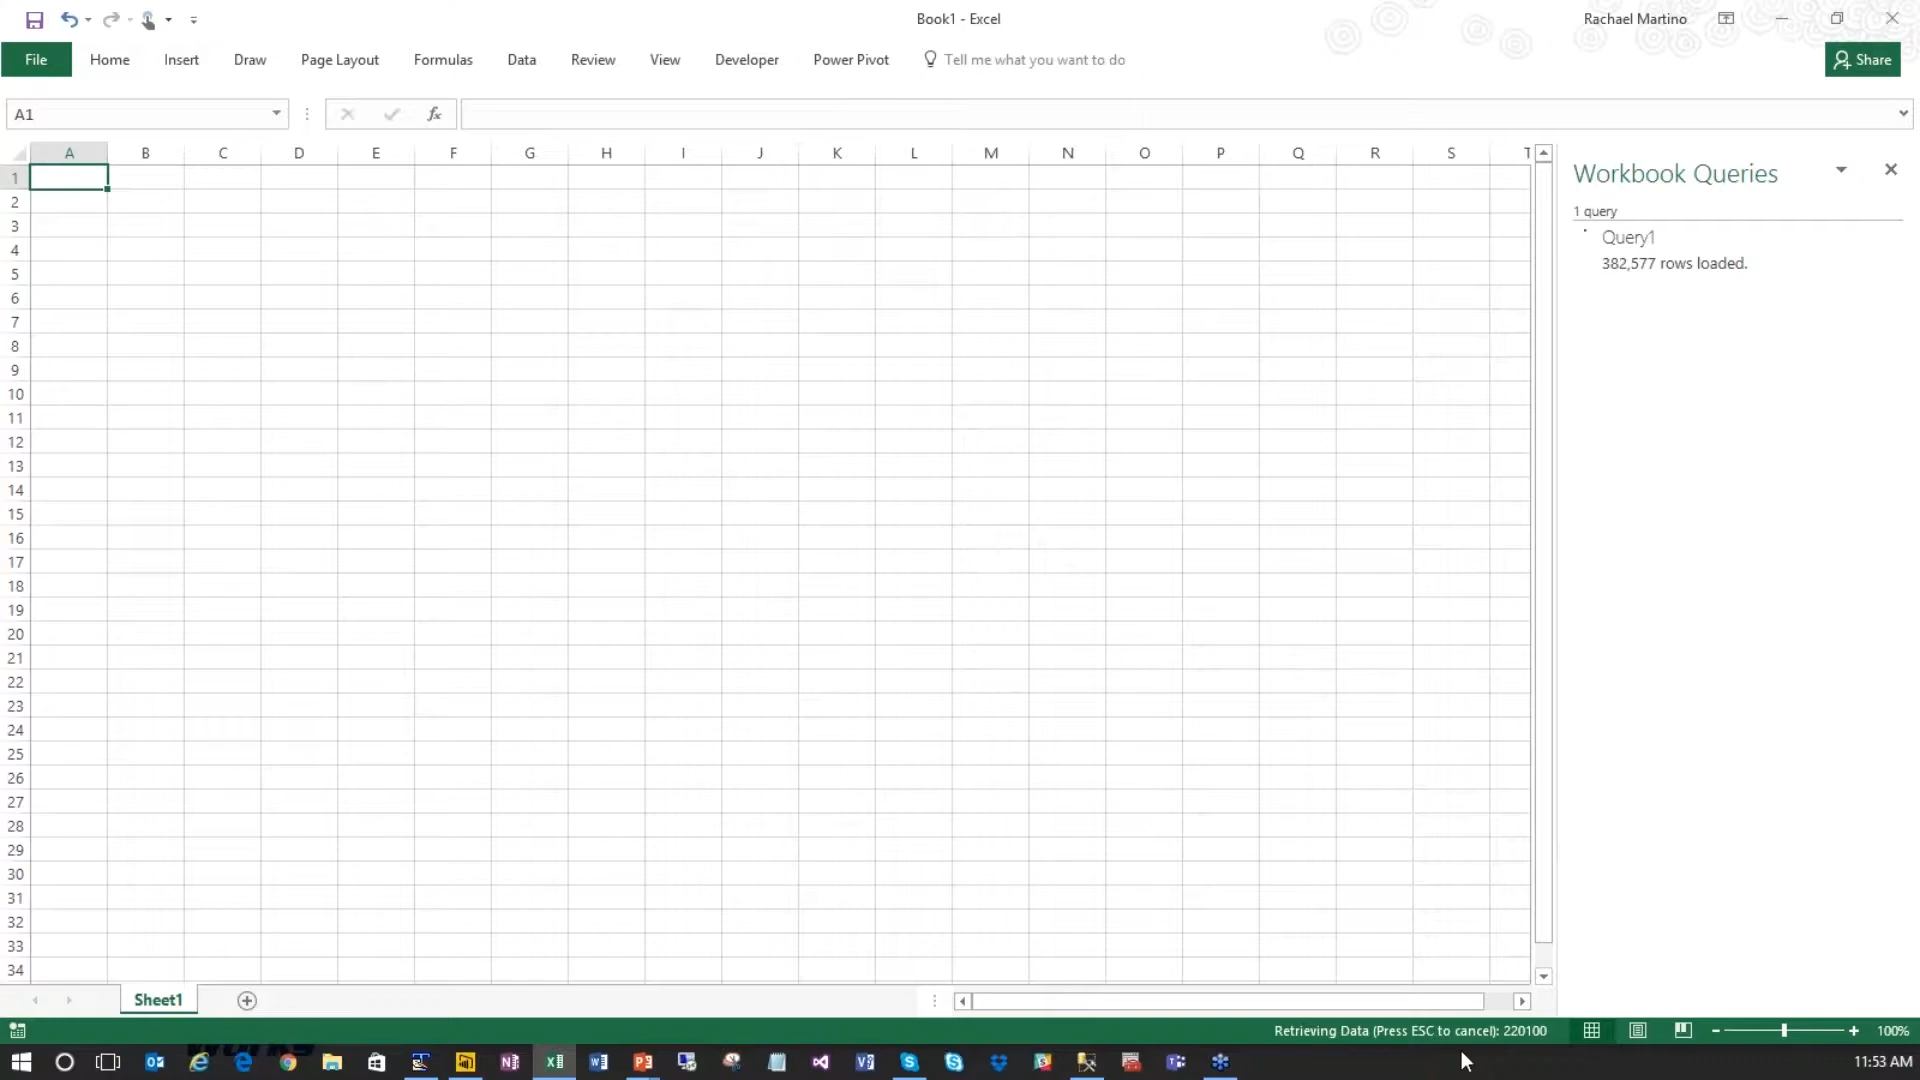 Book1 - Excel
Rachael Martino
File Home Insert Draw Page Layout Formulas Data Review View Developer Power Pivot Tell me what you want to do
Share
A1
fx
A B C D E F G H I J K L M N O P Q R S T
1
2
3
4
5
6
7
8
9
10
11
12
13
14
15
16
17
18
19
20
21
22
23
24
25
26
27
28
29
30
31
32
33
34
Workbook Queries
1 query
Query1
382,577 rows loaded.
Sheet1
Retrieving Data (Press ESC to cancel): 220100
100%
11:53 AM